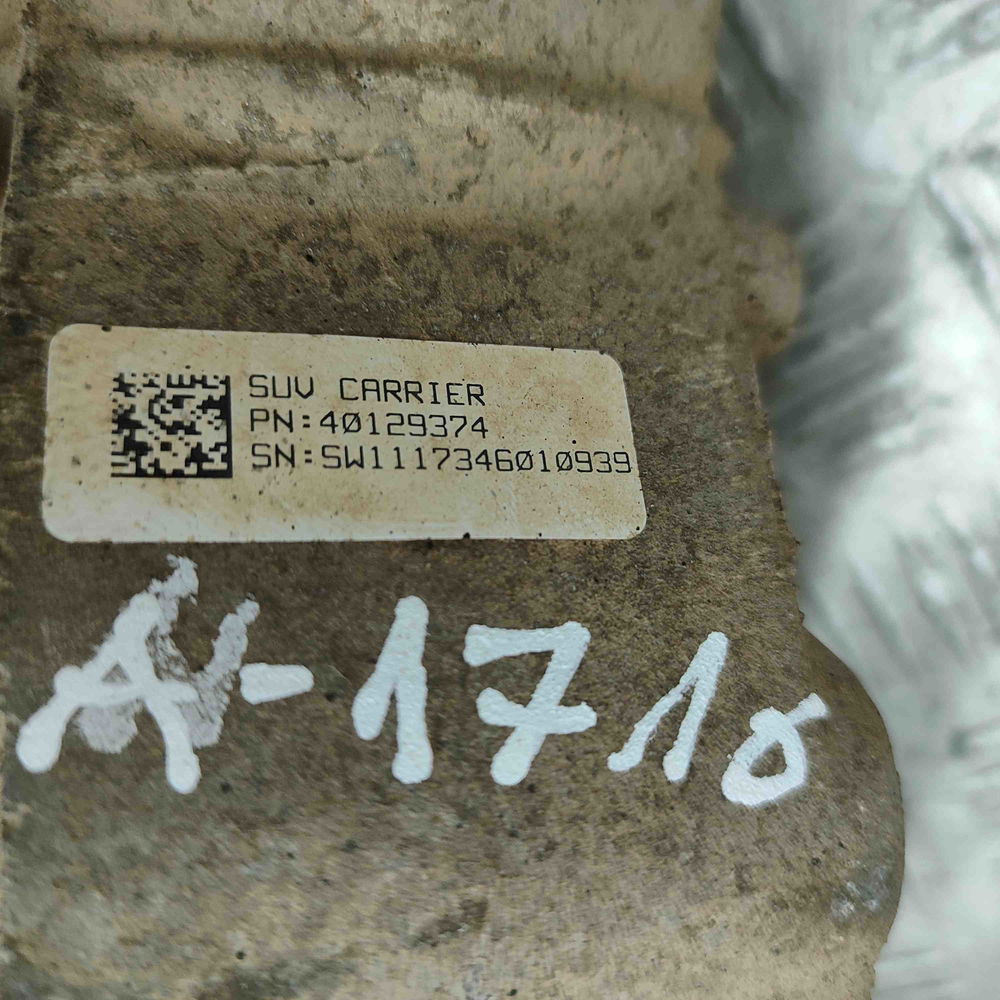 SUV CARRIER
PN:40129374
SN:SW1117346010939
A-1710